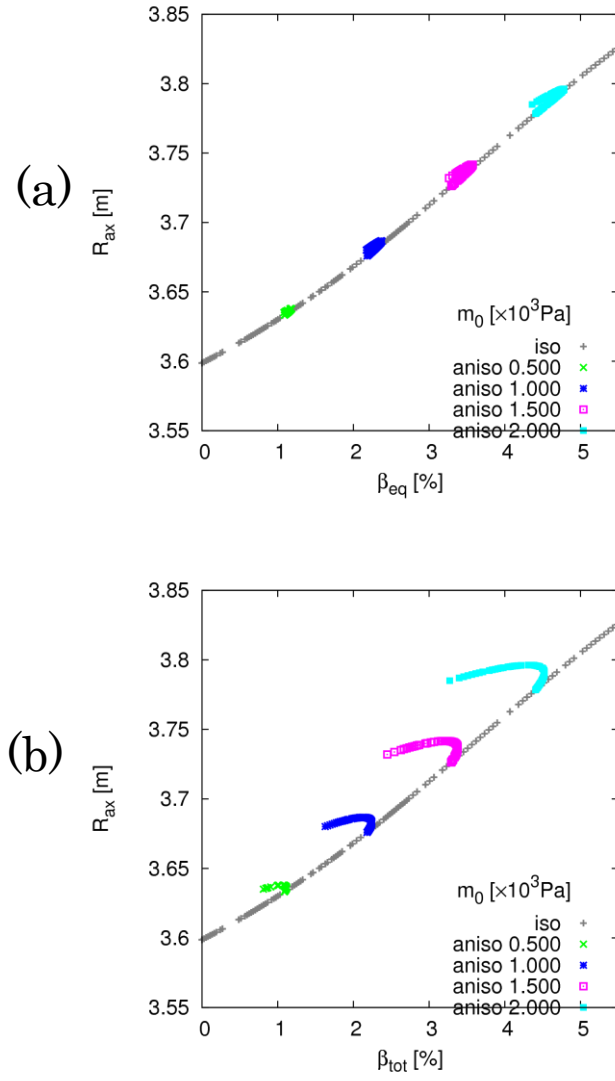 (a)
3.85
3.8
3.75
3.7
3.65
3.6
3.55
R_ax [m]
m_0 [×10^3Pa]
iso
aniso 0.500
aniso 1.000
aniso 1.500
aniso 2.000
0 1 2 3 4 5
β_eq [%]
(b)
3.85
3.8
3.75
3.7
3.65
3.6
3.55
R_ax [m]
m_0 [×10^3Pa]
iso
aniso 0.500
aniso 1.000
aniso 1.500
aniso 2.000
0 1 2 3 4 5
β_tot [%]